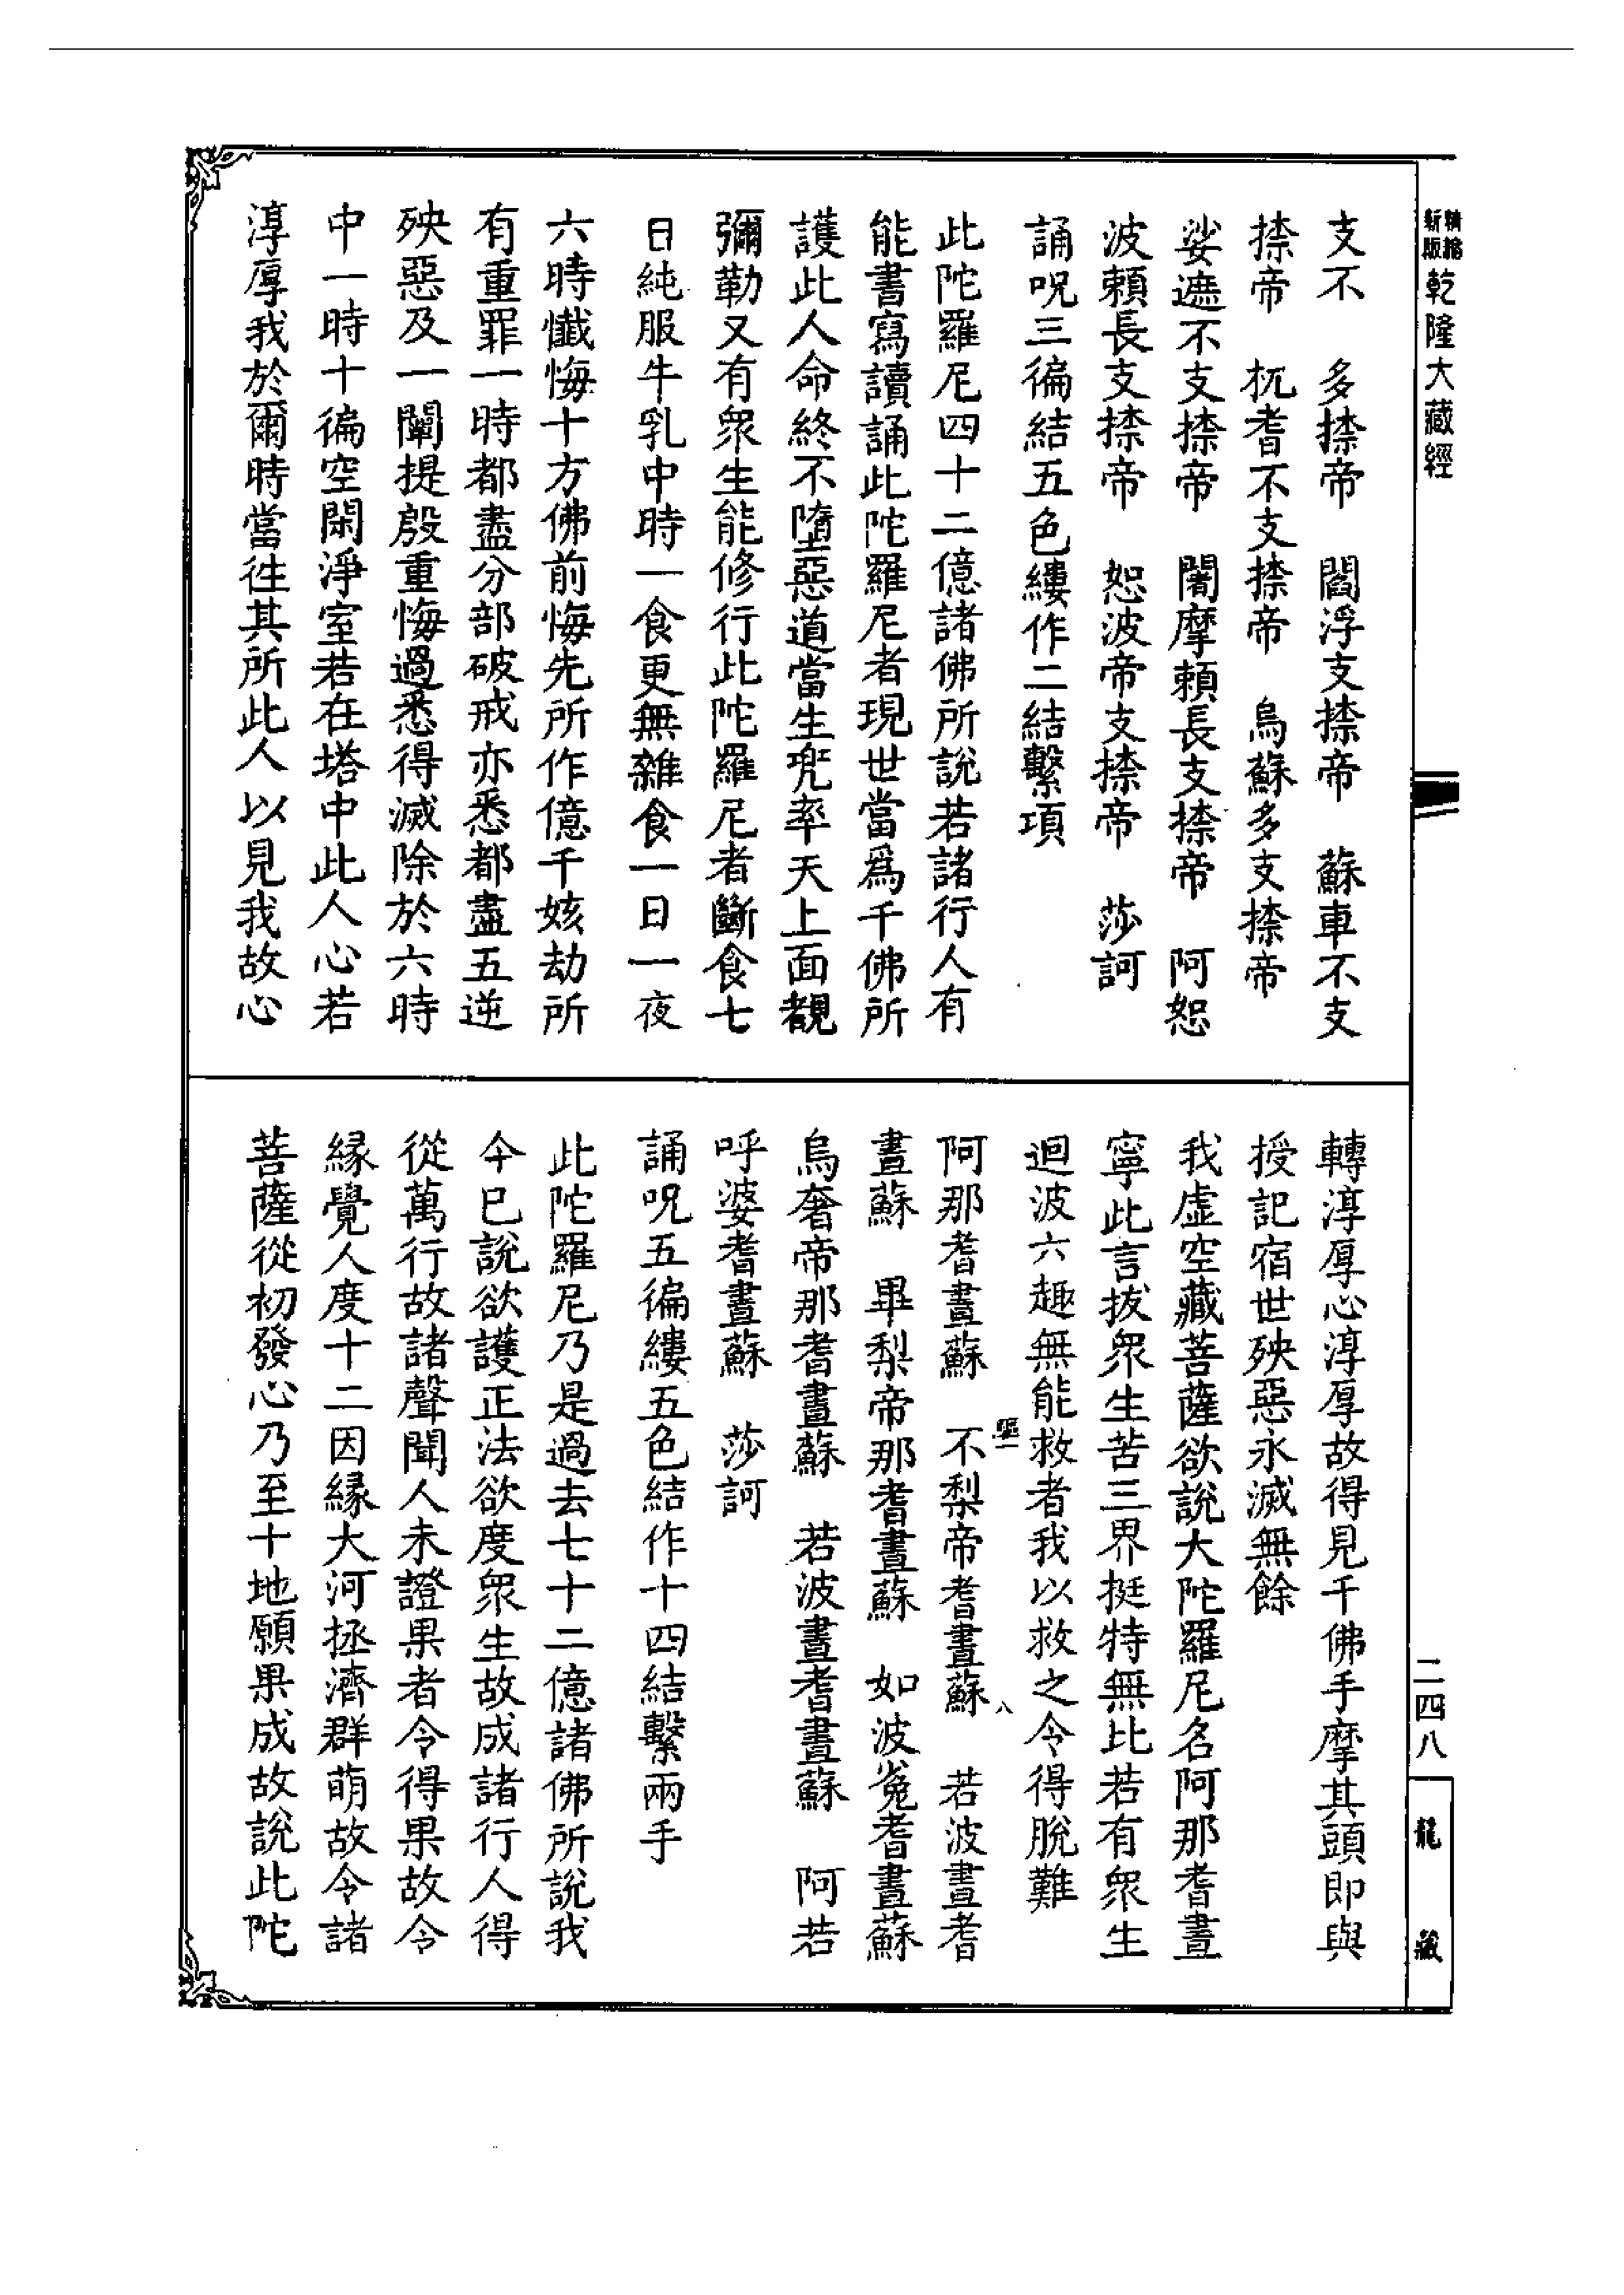 精縮新版乾隆大藏經
支不　多㮈帝　閻浮支㮈帝　蘇車不支
㮈帝　杌耆不支㮈帝　烏蘇多支㮈帝
娑遮不支㮈帝　闍摩賴長支㮈帝　阿恕
波賴長支㮈帝　恕波帝支㮈帝　莎訶
誦呪三徧結五色縷作二結繫項
此陀羅尼四十二億諸佛所說若諸行人有
能書寫讀誦此陀羅尼者現世當爲千佛所
護此人命終不墮惡道當生兜率天上面覩
彌勒又有衆生能修行此陀羅尼者斷食七
日純服牛乳中時一食更無雜食一日一夜
六時懺悔十方佛前悔先所作億千姟劫所
有重罪一時都盡分部破戒亦悉都盡五逆
殃惡及一闡提殷重悔過悉得滅除於六時
中一時十徧空閑淨室若在塔中此人心若
淳厚我於爾時當往其所此人以見我故心
轉淳厚心淳厚故得見千佛手摩其頭即與
授記宿世殃惡永滅無餘
我虛空藏菩薩欲說大陀羅尼名阿那耆晝
寧此言拔衆生苦三界挺特無比若有衆生
迴波六趣無能救者我以救之令得脫難
阿那耆晝蘇　不梨帝耆晝蘇　若波晝耆
晝蘇　畢梨帝那耆晝蘇　如波㝹耆晝蘇
烏奢帝那耆晝蘇　若波晝耆晝蘇　阿若
呼婆耆晝蘇　莎訶
誦呪五徧縷五色結作十四結繫兩手
此陀羅尼乃是過去七十二億諸佛所說我
今已說欲護正法欲度衆生故成諸行人得
從萬行故諸聲聞人未證果者令得果故令
緣覺人度十二因緣大河拯濟群萌故令諸
菩薩從初發心乃至十地願果成故說此陀
二四八
龍藏